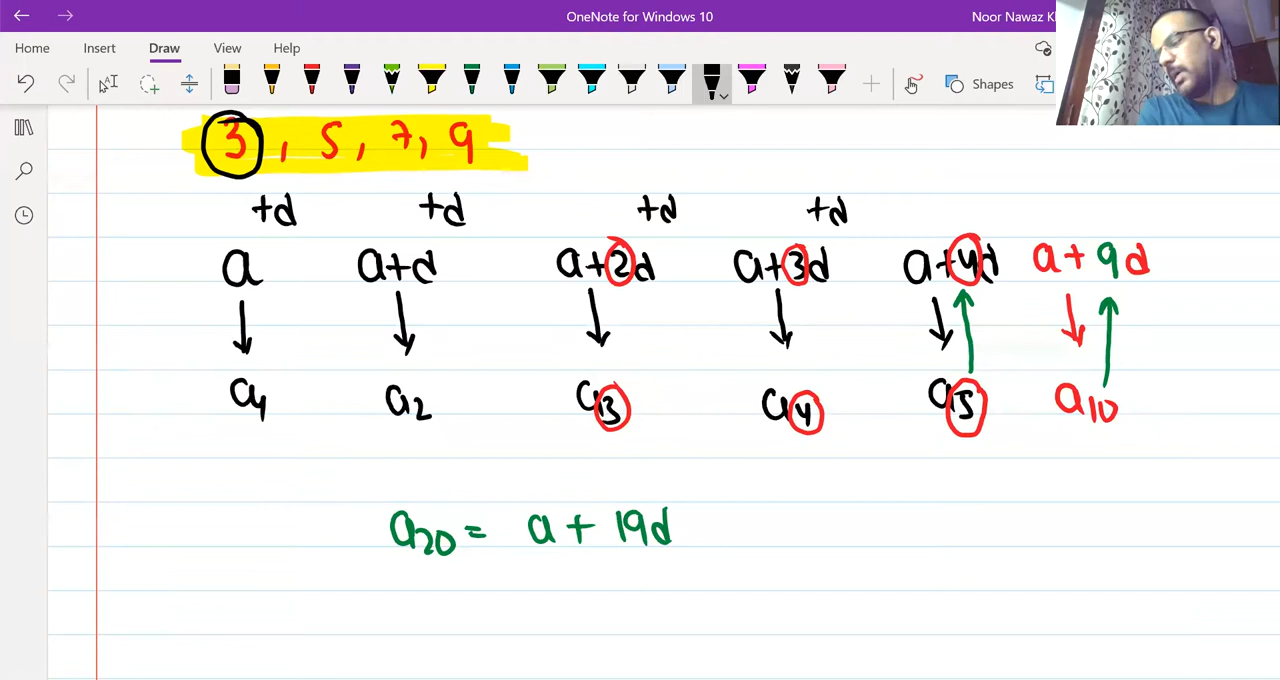 OneNote for Windows 10
Noor Nawaz Kh
Home Insert Draw View Help
Shapes
3, 5, 7, 9
+d +d +d +d
a a+d a+2d a+3d a+4d a+9d
a1 a2 a3 a4 a5 a10
a20 = a + 19d